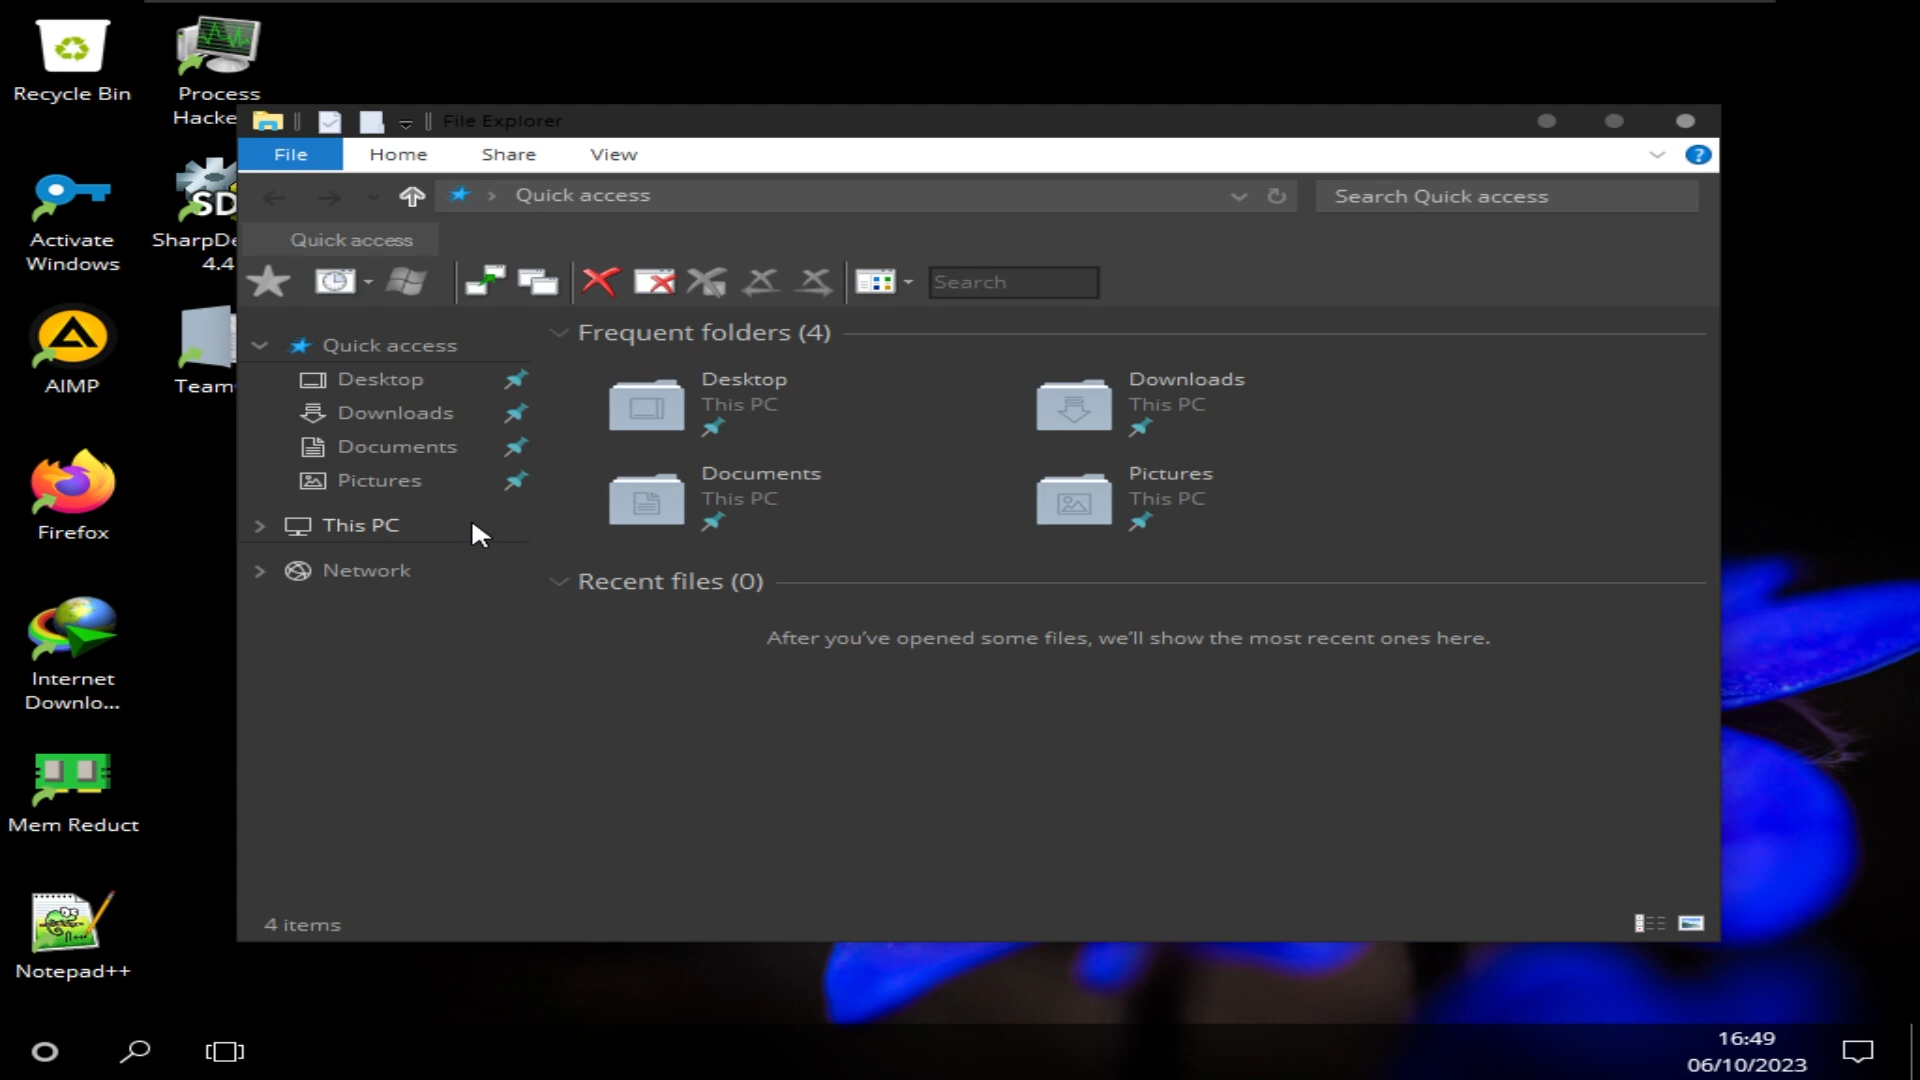 Recycle Bin
Process
Hacke
Activate
Windows
SharpDe
4.4
SD
AIMP
Team
Firefox
Internet
Downlo...
Mem Reduct
Notepad++
File Explorer
File
Home
Share
View
?
Quick access
Search Quick access
Quick access
Search
Quick access
Desktop
Downloads
Documents
Pictures
This PC
Network
Frequent folders (4)
Desktop
This PC
Downloads
This PC
Documents
This PC
Pictures
This PC
Recent files (0)
After you've opened some files, we'll show the most recent ones here.
4 items
16:49
06/10/2023